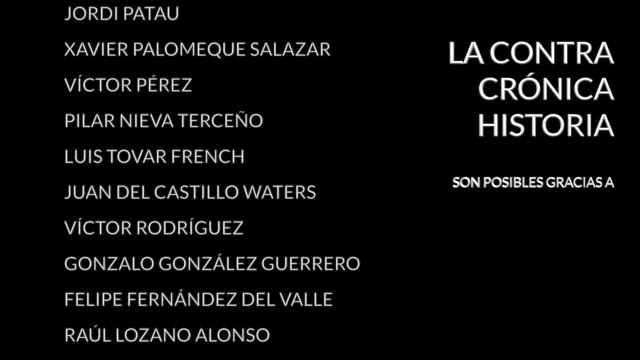 JORDI PATAU
XAVIER PALOMEQUE SALAZAR
VÍCTOR PÉREZ
PILAR NIEVA TERCEÑO
LUIS TOVAR FRENCH
JUAN DEL CASTILLO WATERS
VÍCTOR RODRÍGUEZ
GONZALO GONZÁLEZ GUERRERO
FELIPE FERNÁNDEZ DEL VALLE
RAÚL LOZANO ALONSO
LA CONTRA
CRÓNICA
HISTORIA
SON POSIBLES GRACIAS A